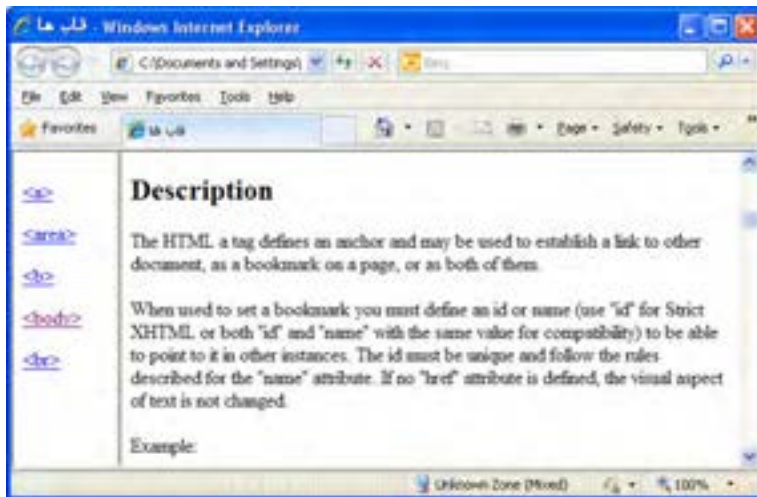 قاب ها - Windows Internet Explorer
C:\Documents and Settings\ Bing
File Edit View Favorites Tools Help
Favorites قاب ها Page Safety Tools
<a>
<area>
<b>
<body>
<br>
Description
The HTML a tag defines an anchor and may be used to establish a link to other
document, as a bookmark on a page, or as both of them.
When used to set a bookmark you must define an id or name (use "id" for Strict
XHTML or both "id" and "name" with the same value for compatibility) to be able
to point to it in other instances. The id must be unique and follow the rules
described for the "name" attribute. If no "href" attribute is defined, the visual aspect
of text is not changed.
Example:
Unknown Zone (Mixed) 100%